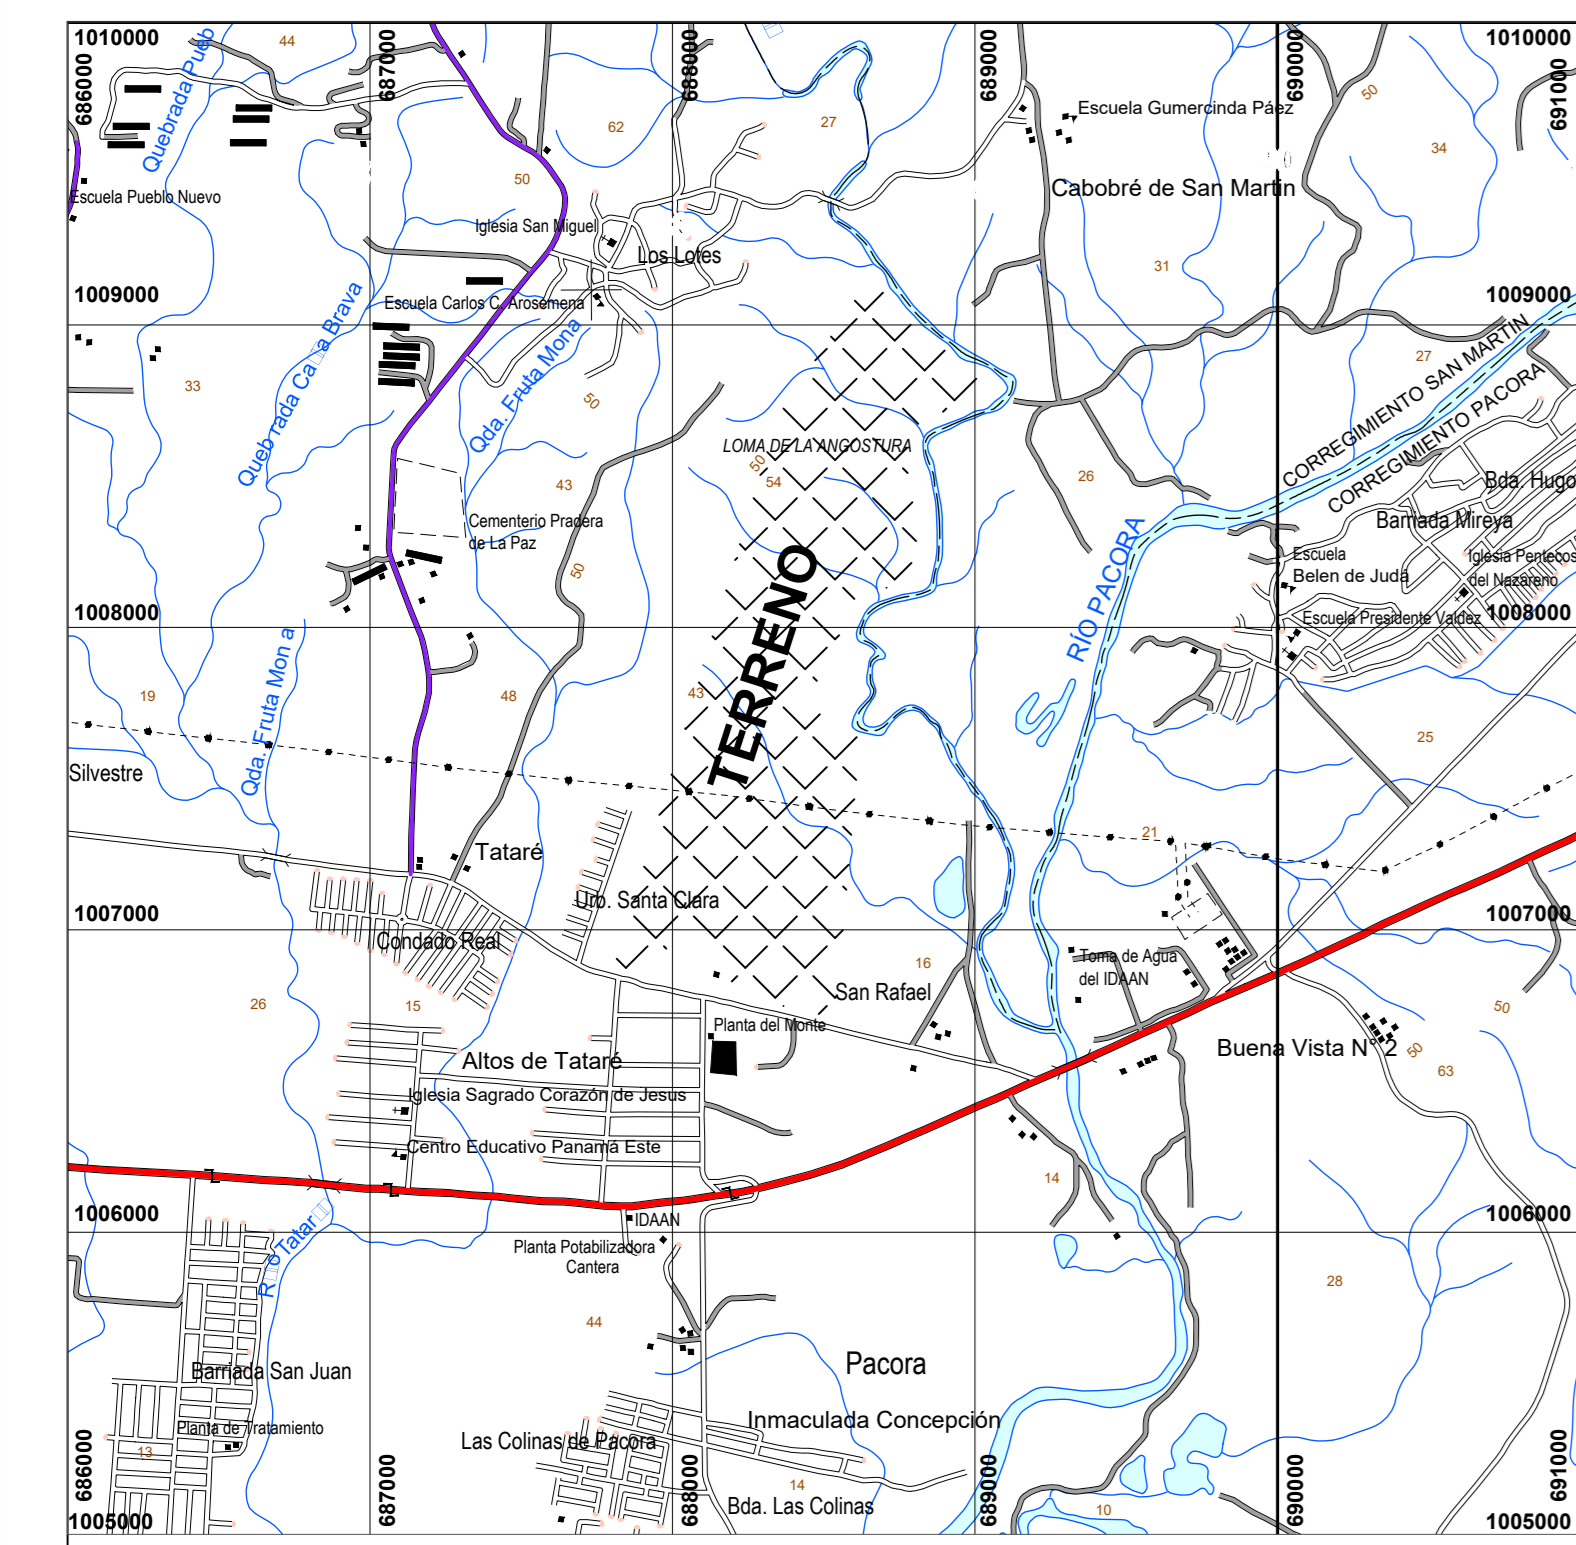 1010000
1010000
686000
687000
688000
689000
690000
691000
44
Quebrada Pueb
50
Escuela Gumercinda Páez
62
27
34
50
Cabobré de San Martin
Escuela Pueblo Nuevo
Iglesia San Miguel
Los Lotes
31
1009000
1009000
Escuela Carlos C. Arosemena
Quebrada Ca a Brava
Qda. Fruta Mona
CORREGIMIENTO SAN MARTÍN
CORREGIMIENTO PACORA
27
33
50
LOMA DE LA ANGOSTURA
50
54
43
26
Bda. Hugo
Barriada Mireya
Cementerio Pradera
de La Paz
Escuela
Belen de Judá
Iglesia Pentecos
del Nazareno
50
TERRENO
RÍO PACORA
1008000
Escuela Presidente Valdez
1008000
Qda. Fruta Mon a
19
48
43
25
Silvestre
21
Tataré
Urb. Santa Clara
1007000
1007000
Condado Real
16
Toma de Agua
del IDAAN
San Rafael
26
15
50
Planta del Monte
Altos de Tataré
Buena Vista N° 2
50
63
Iglesia Sagrado Corazón de Jesus
Centro Educativo Panamá Este
14
1006000
IDAAN
1006000
Planta Potabilizadora
Cantera
R o Tatar
28
44
Barriada San Juan
Pacora
Inmaculada Concepción
Planta de Tratamiento
Las Colinas de Pacora
13
14
Bda. Las Colinas
10
686000
687000
688000
689000
690000
691000
1005000
1005000